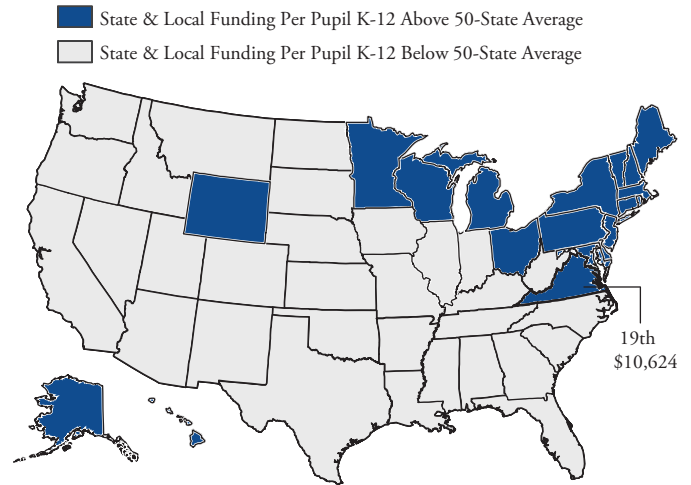 State & Local Funding Per Pupil K-12 Above 50-State Average
State & Local Funding Per Pupil K-12 Below 50-State Average
19th
$10,624